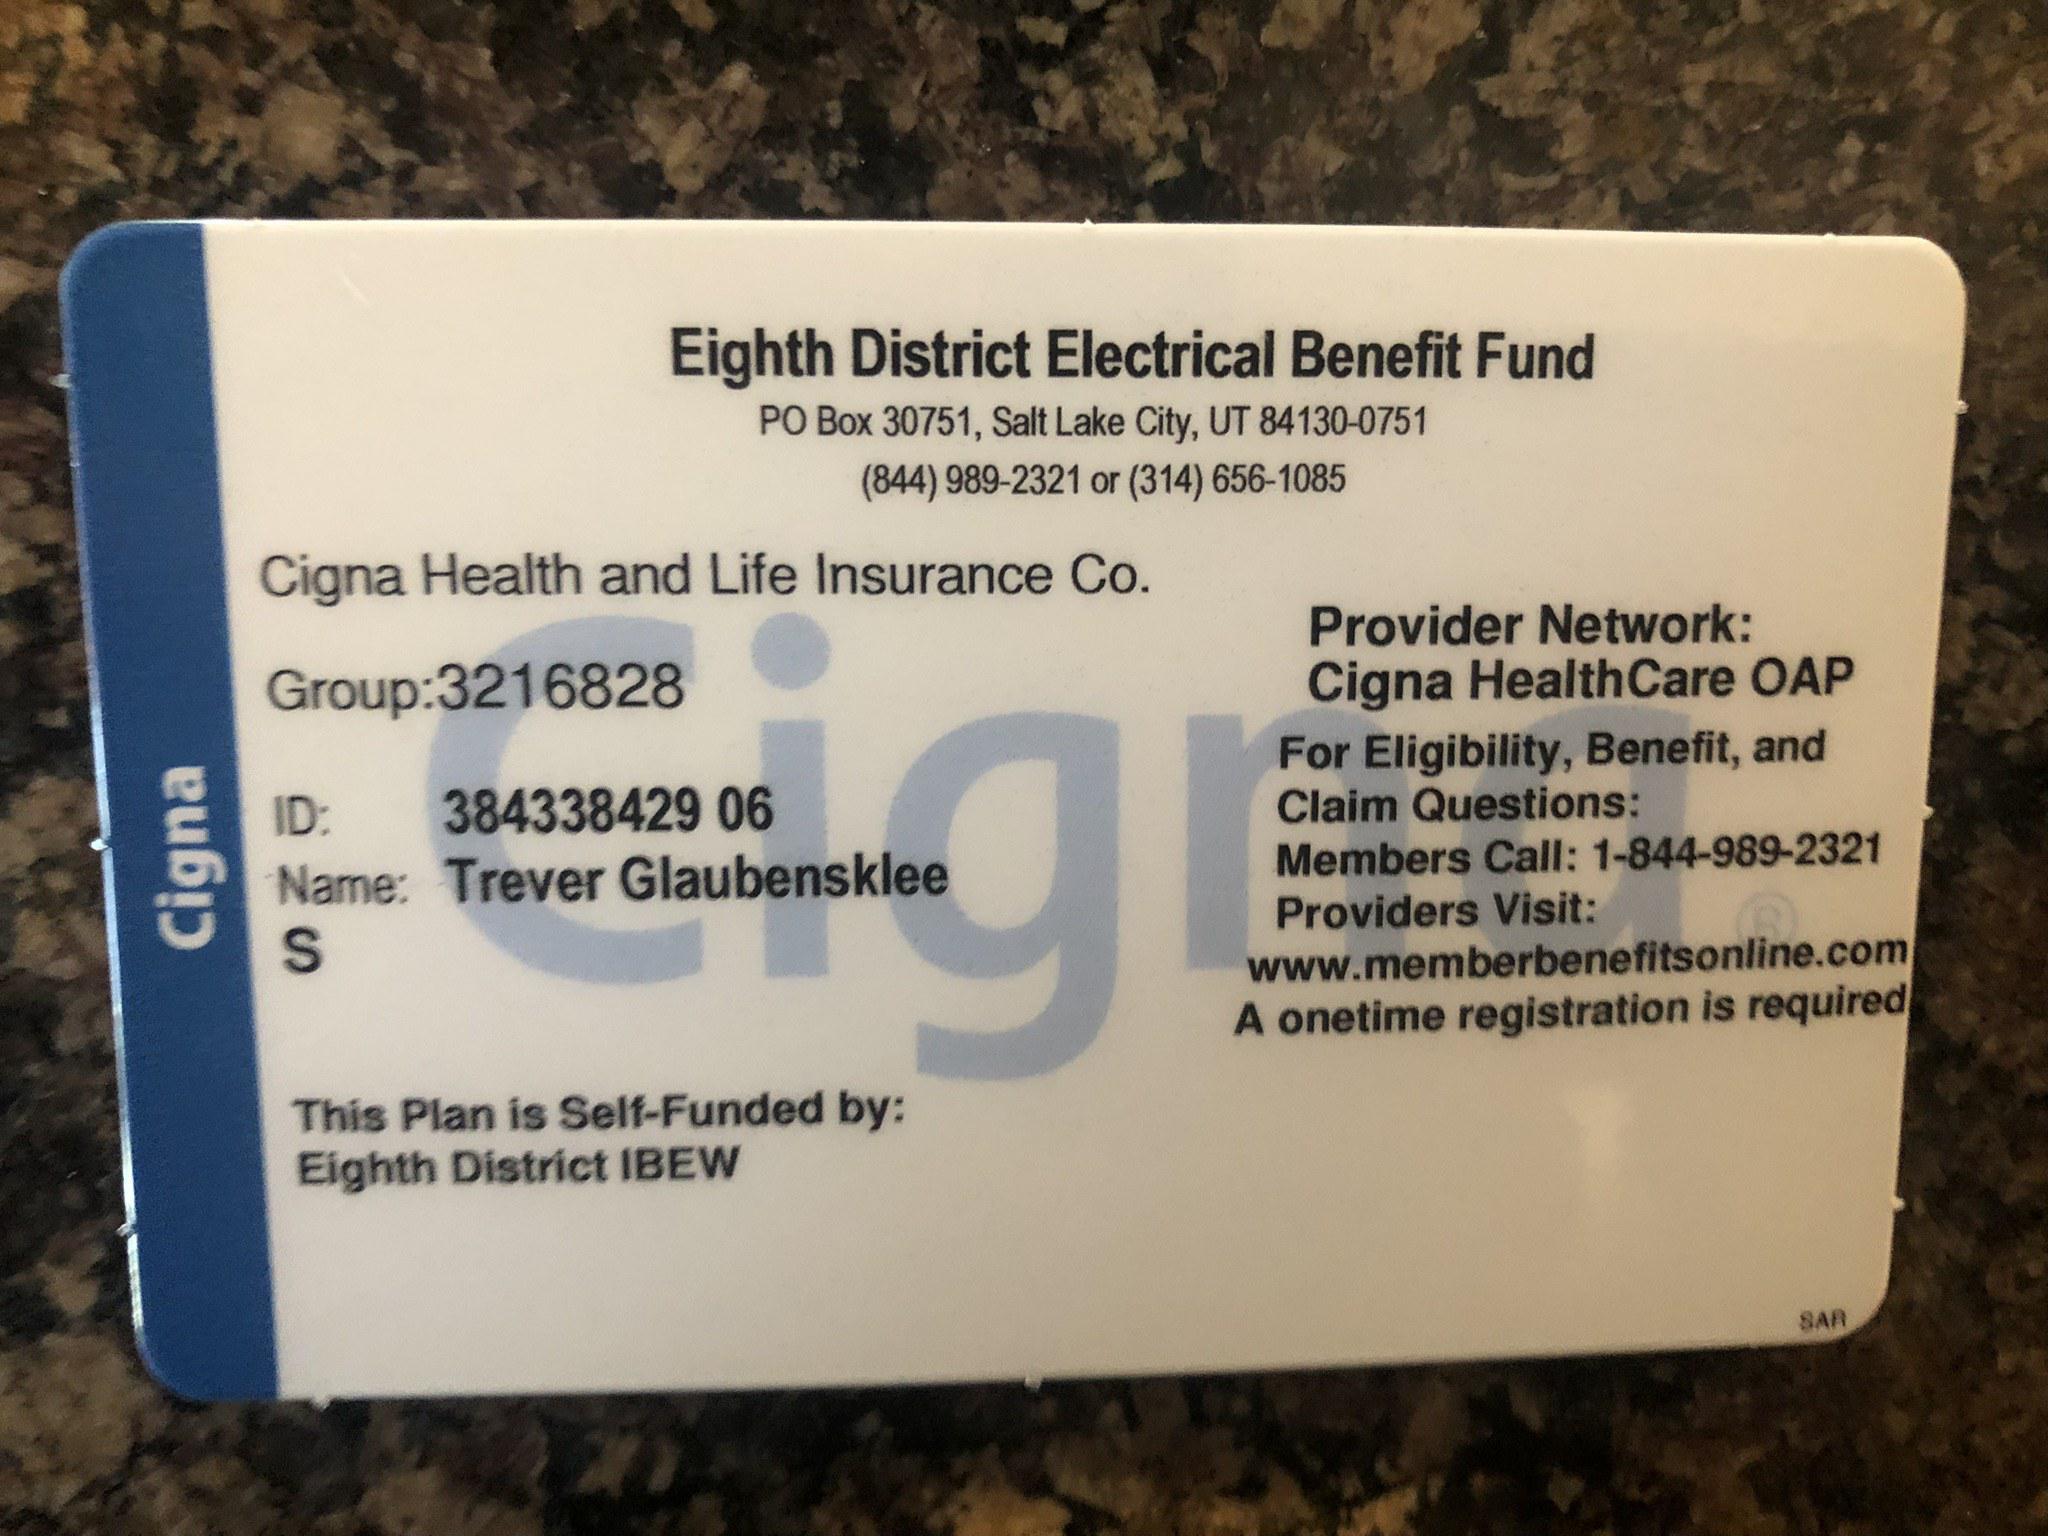 Eighth District Electrical Benefit Fund
PO Box 30751, Salt Lake City, UT 84130-0751
(844) 989-2321 or (314) 656-1085
Cigna Health and Life Insurance Co.
Group:3216828
ID: 384338429 06
Name: Trever Glaubensklee
S
This Plan is Self-Funded by:
Eighth District IBEW
Provider Network:
Cigna HealthCare OAP
For Eligibility, Benefit, and
Claim Questions:
Members Call: 1-844-989-2321
Providers Visit:
www.memberbenefitsonline.com
A onetime registration is required
Cigna
Cigna ®
SAR